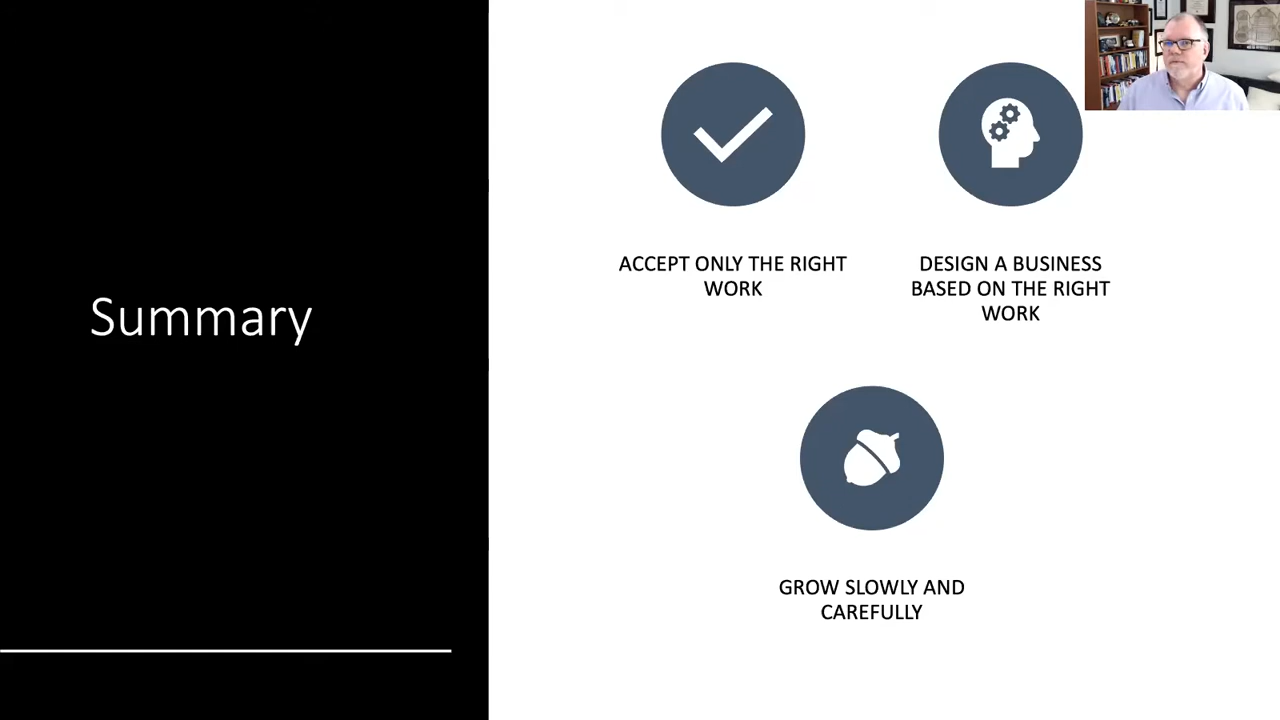 Summary
ACCEPT ONLY THE RIGHT
WORK
DESIGN A BUSINESS
BASED ON THE RIGHT
WORK
GROW SLOWLY AND
CAREFULLY